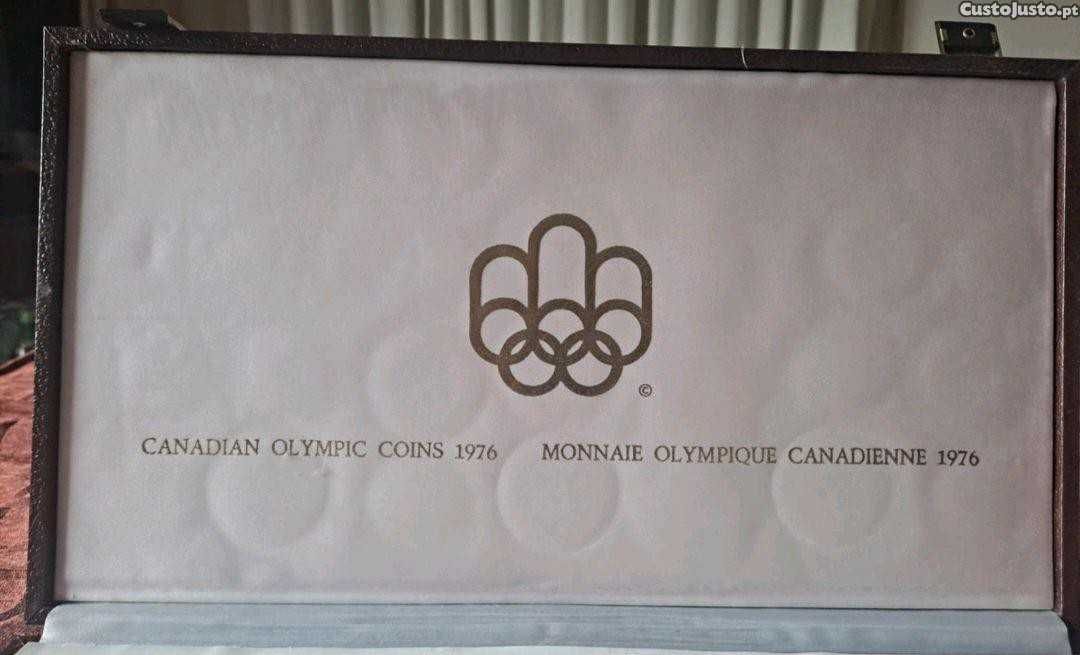 CustoJusto.pt
©
CANADIAN OLYMPIC COINS 1976 MONNAIE OLYMPIQUE CANADIENNE 1976